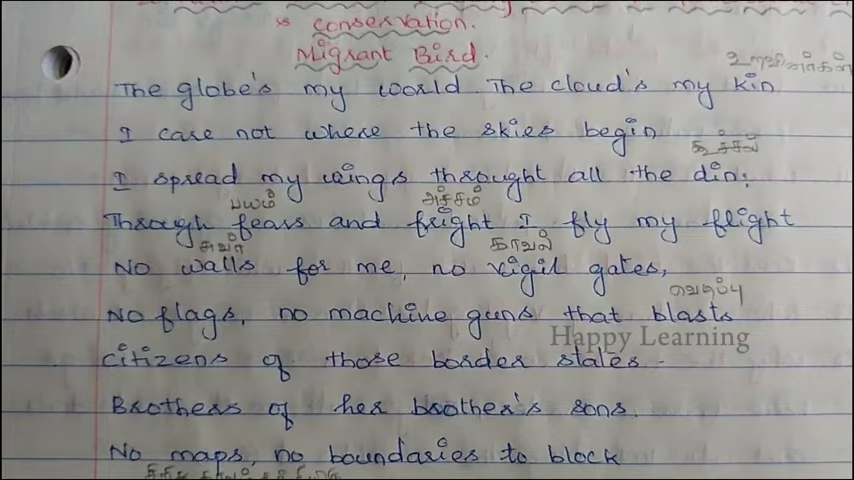 conservation.
Migrant Bird.
உறவினர்கள்
The globe's my world The cloud's my kin
I care not where the skies begin
கூச்சல்
I spread my wings throught all the din;
பயம் அச்சம்
Through fears and fright I fly my flight
சுவர் காவல்
No walls for me, no vigil gates,
வெடிப்பு
No flags, no machine guns that blasts
Happy Learning
citizens of those border states -
Brothers of her brother's sons.
No maps, no boundaries to block